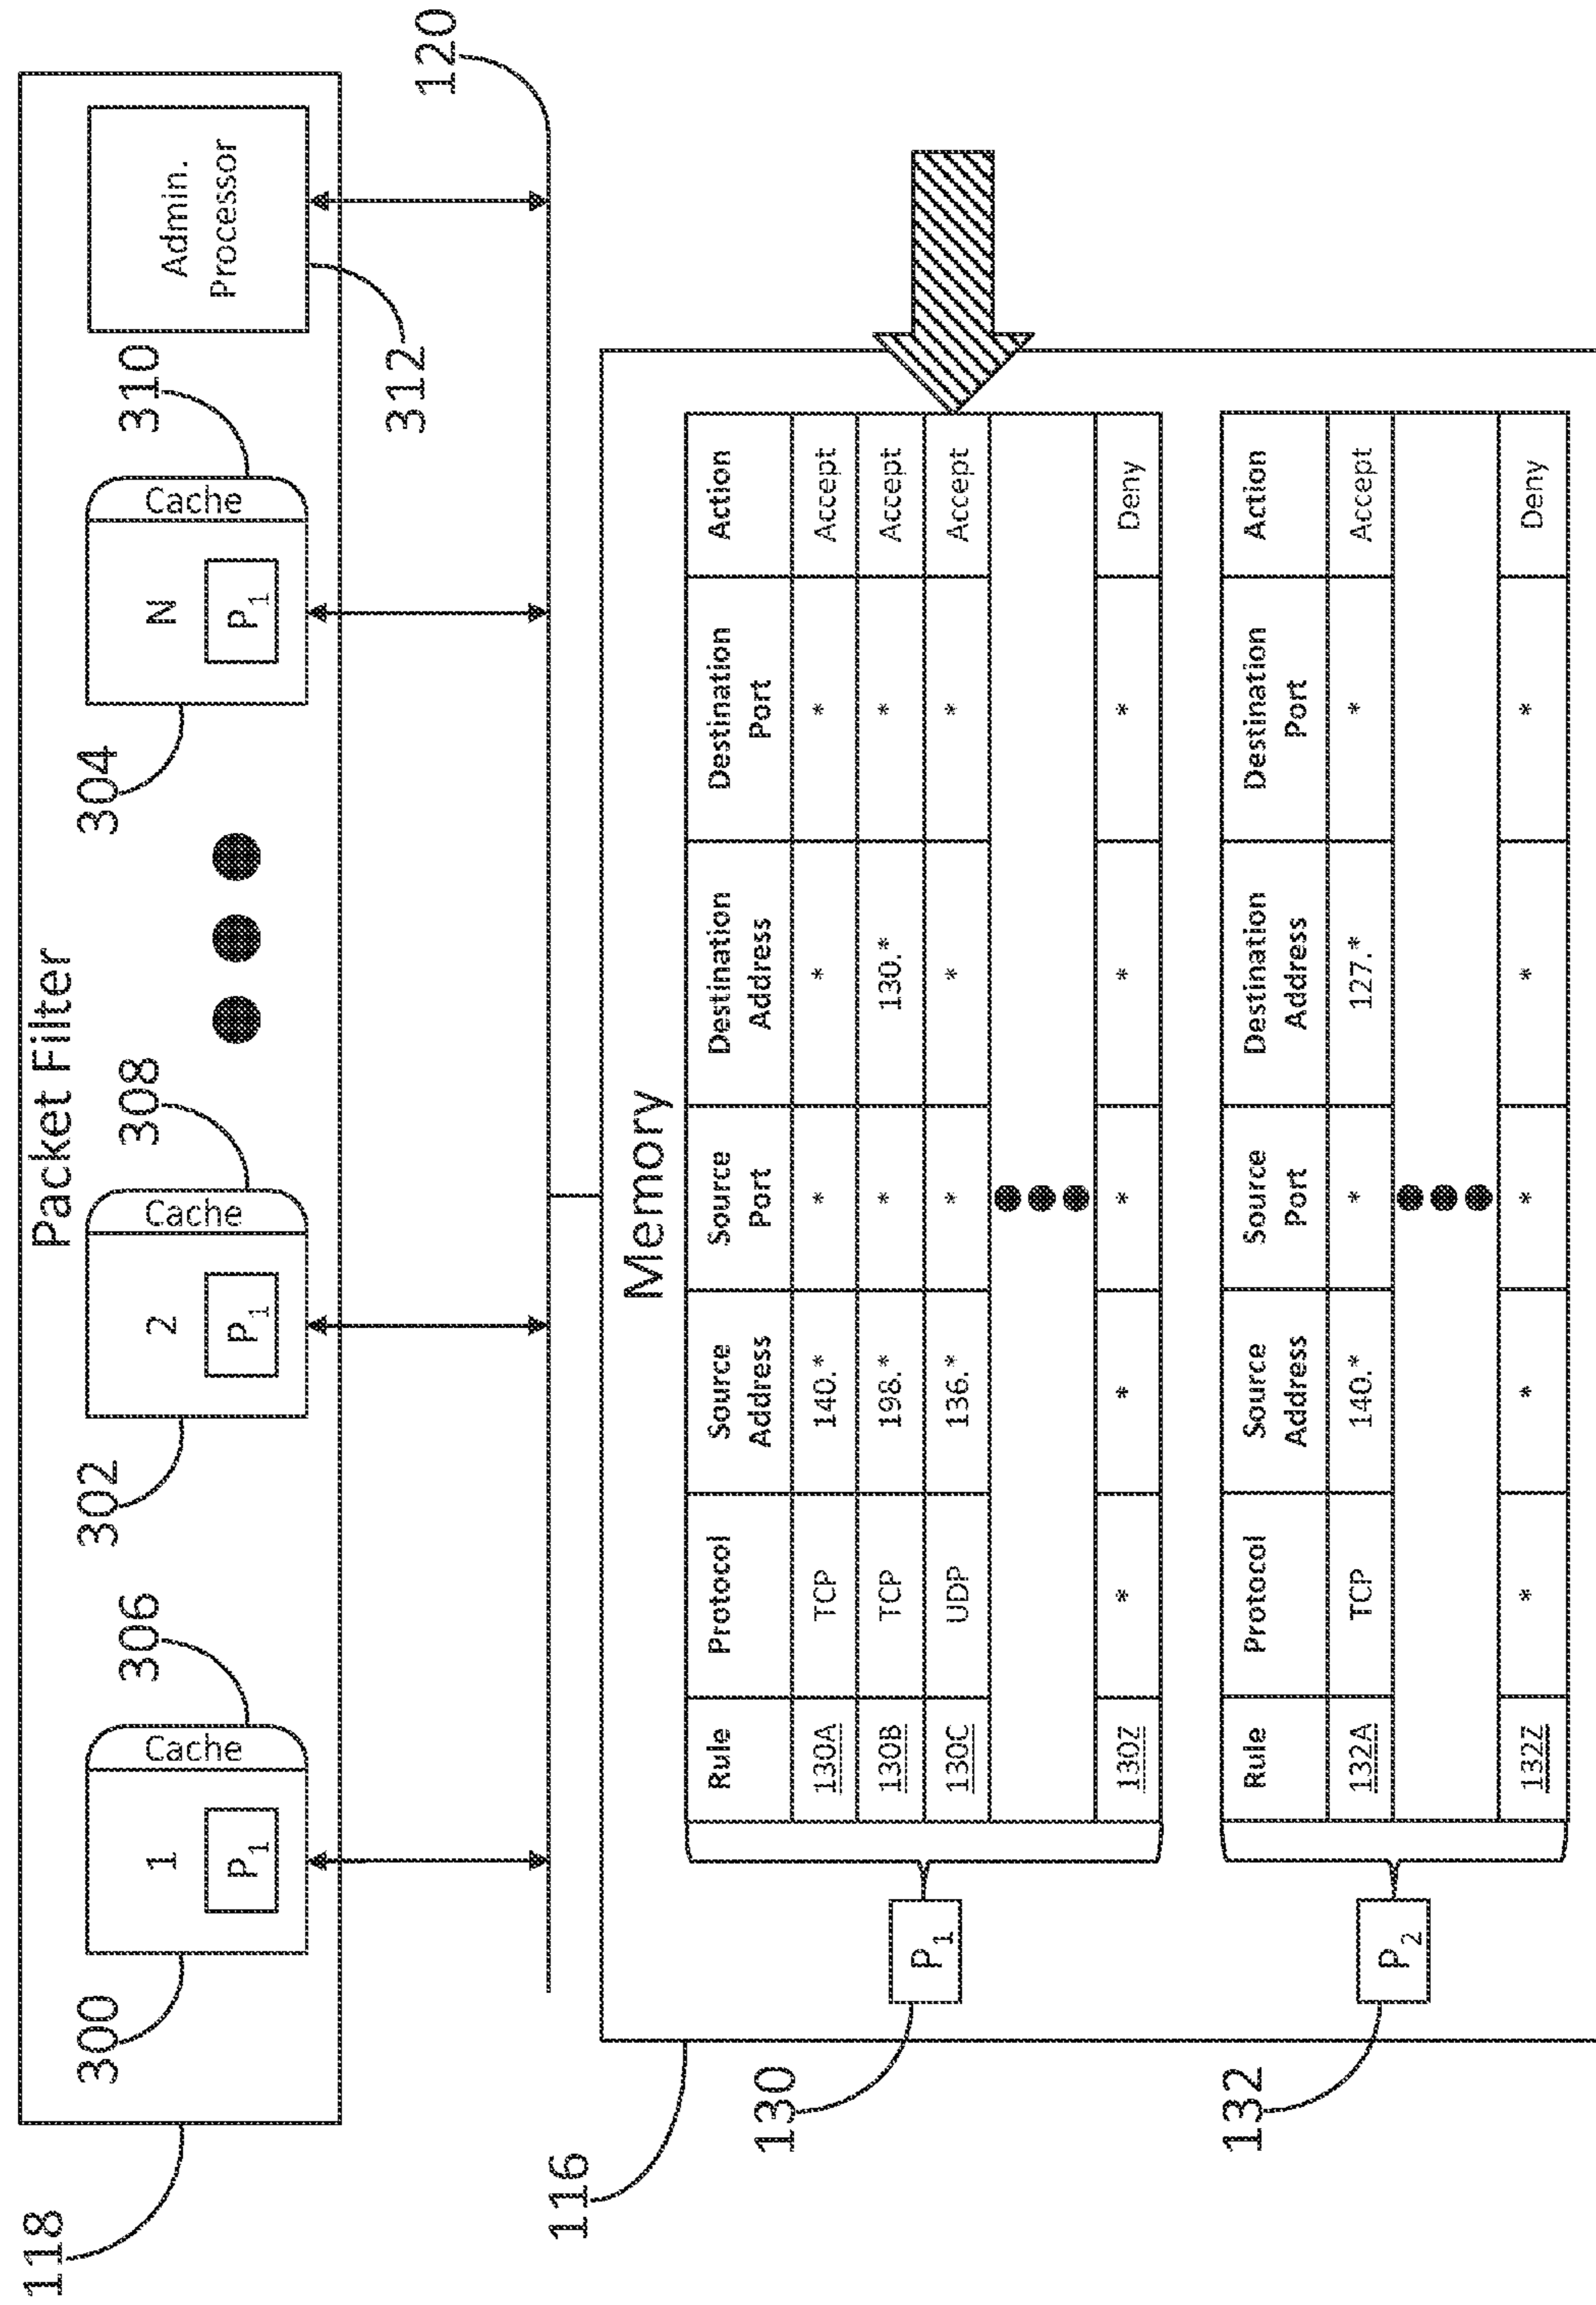 118
Packet Filter
300
1
P1
Cache
306
302
2
P1
Cache
308
304
N
P1
Cache
310
Admin. Processor
312
120
116
Memory
130
P1
Rule Protocol Source Address Source Port Destination Address Destination Port Action
130A TCP 140.* * * * Accept
130B TCP 198.* * 130.* * Accept
130C UDP 136.* * * * Accept
130Z * * * * * Deny
132
P2
Rule Protocol Source Address Source Port Destination Address Destination Port Action
132A TCP 140.* * 127.* * Accept
132Z * * * * * Deny